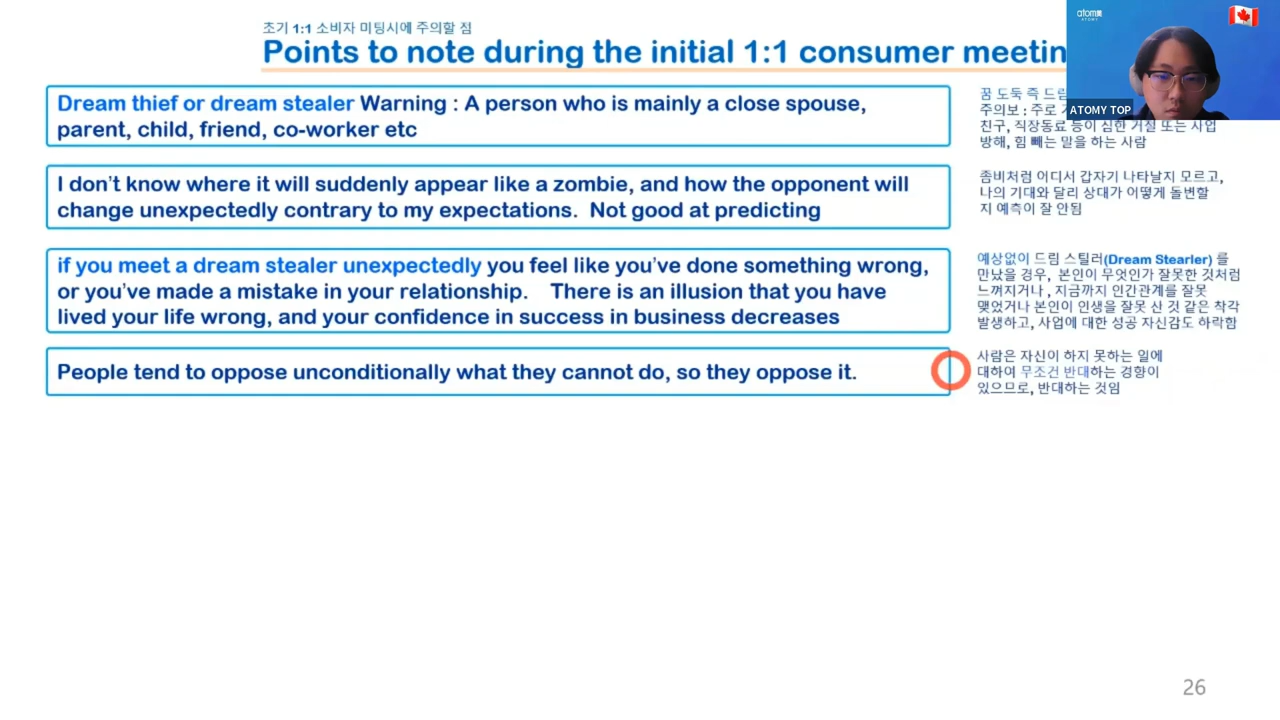 초기 1:1 소비자 미팅시에 주의할 점
Points to note during the initial 1:1 consumer meetin
atom美
ATOMY
ATOMY TOP
Dream thief or dream stealer Warning : A person who is mainly a close spouse,
parent, child, friend, co-worker etc
꿈 도둑 즉 드림
주의보 : 주로
친구, 직장동료 등이 심한 거절 또는 사업
방해, 힘 빼는 말을 하는 사람
I don't know where it will suddenly appear like a zombie, and how the opponent will
change unexpectedly contrary to my expectations. Not good at predicting
좀비처럼 어디서 갑자기 나타날지 모르고,
나의 기대와 달리 상대가 어떻게 돌변할
지 예측이 잘 안됨
if you meet a dream stealer unexpectedly you feel like you've done something wrong,
or you've made a mistake in your relationship. There is an illusion that you have
lived your life wrong, and your confidence in success in business decreases
예상없이 드림 스틸러(Dream Stearler) 를
만났을 경우, 본인이 무엇인가 잘못한 것처럼
느껴지거나 , 지금까지 인간관계를 잘못
맺었거나 본인이 인생을 잘못 산 것 같은 착각
발생하고, 사업에 대한 성공 자신감도 하락함
People tend to oppose unconditionally what they cannot do, so they oppose it.
사람은 자신이 하지 못하는 일에
대하여 무조건 반대하는 경향이
있으므로, 반대하는 것임
26